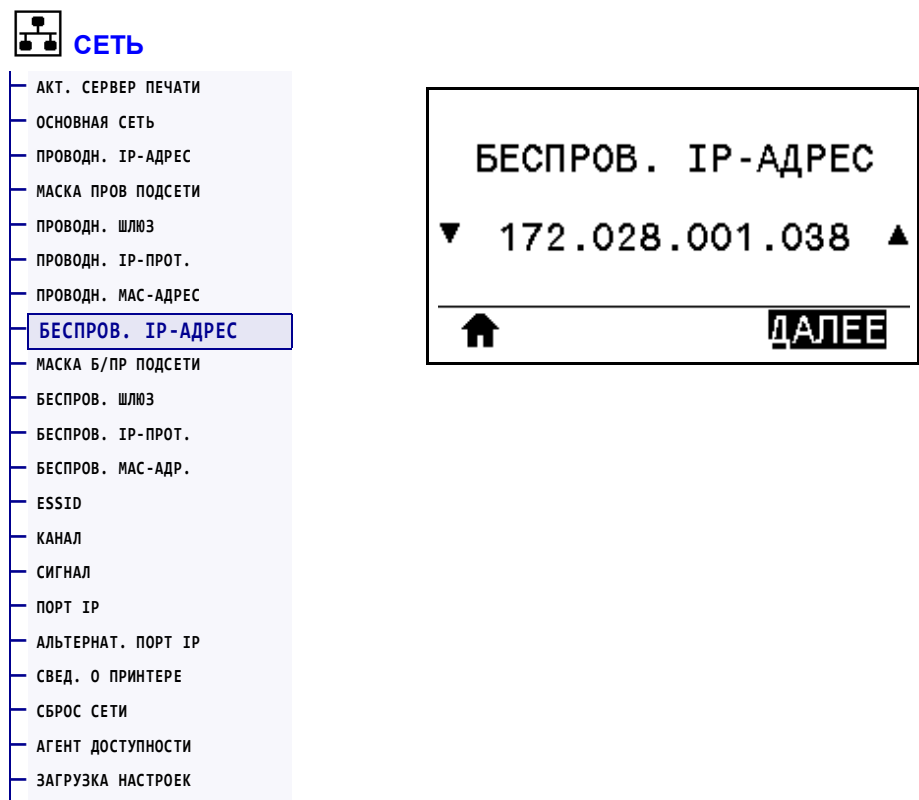 СЕТЬ
АКТ. СЕРВЕР ПЕЧАТИ
ОСНОВНАЯ СЕТЬ
ПРОВОДН. IP-АДРЕС
МАСКА ПРОВ ПОДСЕТИ
ПРОВОДН. ШЛЮЗ
ПРОВОДН. IP-ПРОТ.
ПРОВОДН. MAC-АДРЕС
БЕСПРОВ. IP-АДРЕС
МАСКА Б/ПР ПОДСЕТИ
БЕСПРОВ. ШЛЮЗ
БЕСПРОВ. IP-ПРОТ.
БЕСПРОВ. MAC-АДР.
ESSID
КАНАЛ
СИГНАЛ
ПОРТ IP
АЛЬТЕРНАТ. ПОРТ IP
СВЕД. О ПРИНТЕРЕ
СБРОС СЕТИ
АГЕНТ ДОСТУПНОСТИ
ЗАГРУЗКА НАСТРОЕК
БЕСПРОВ. IP-АДРЕС
▼ 172.028.001.038 ▲
ДАЛЕЕ